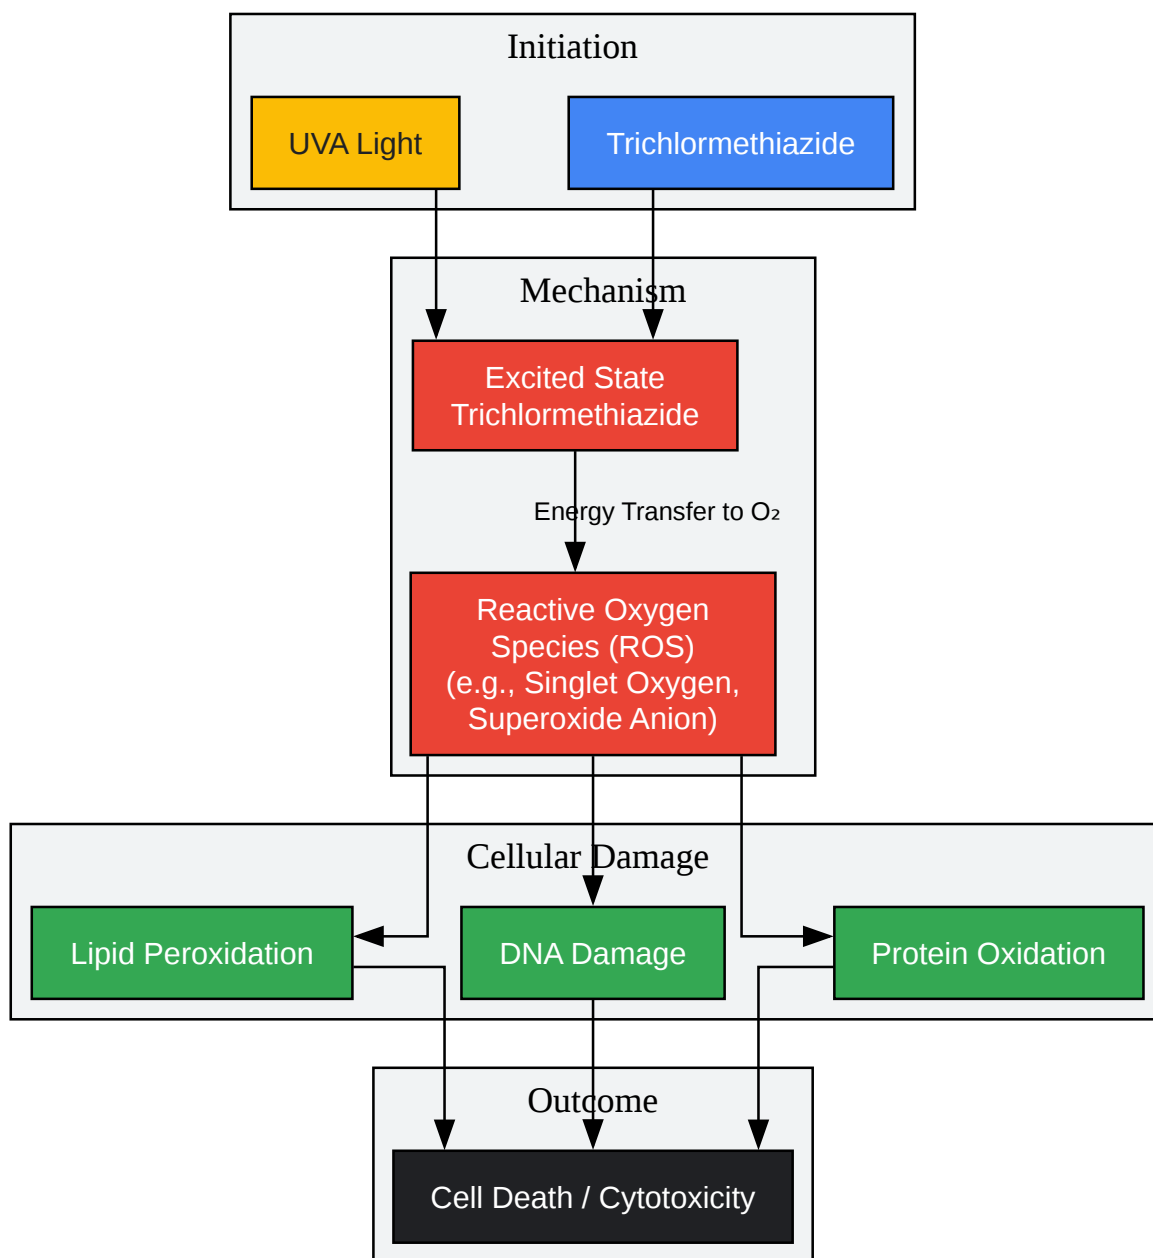 Initiation
UVA Light
Trichlormethiazide
Mechanism
Excited State
Trichlormethiazide
Energy Transfer to O₂
Reactive Oxygen
Species (ROS)
(e.g., Singlet Oxygen,
Superoxide Anion)
Cellular Damage
Lipid Peroxidation
DNA Damage
Protein Oxidation
Outcome
Cell Death / Cytotoxicity